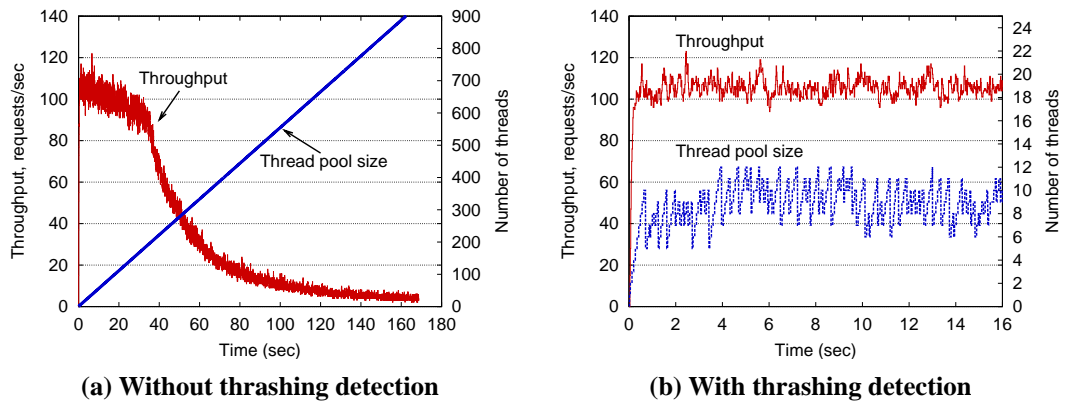 Throughput, requests/sec
140
120
100
80
60
40
20
0
Throughput
Thread pool size
900
800
700
600
500
400
300
200
100
0
Number of threads
0 20 40 60 80 100 120 140 160 180
Time (sec)
(a) Without thrashing detection
Throughput, requests/sec
140
120
100
80
60
40
20
0
Throughput
Thread pool size
24
22
20
18
16
14
12
10
8
6
4
2
0
Number of threads
0 2 4 6 8 10 12 14 16
Time (sec)
(b) With thrashing detection